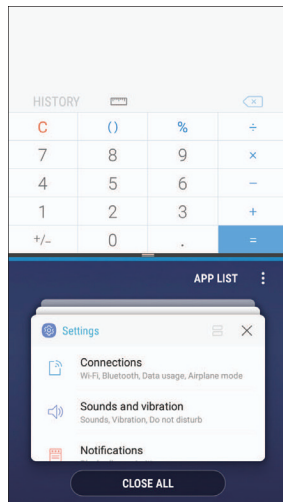 HISTORY
C () % ÷
7 8 9 ×
4 5 6 −
1 2 3 +
+/− 0 . =
APP LIST
Settings
Connections
Wi-Fi, Bluetooth, Data usage, Airplane mode
Sounds and vibration
Sounds, Vibration, Do not disturb
Notifications
CLOSE ALL